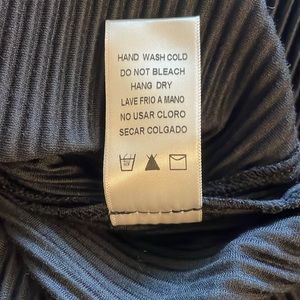 HAND WASH COLD
DO NOT BLEACH
HANG DRY
LAVE FRIO A MANO
NO USAR CLORO
SECAR COLGADO